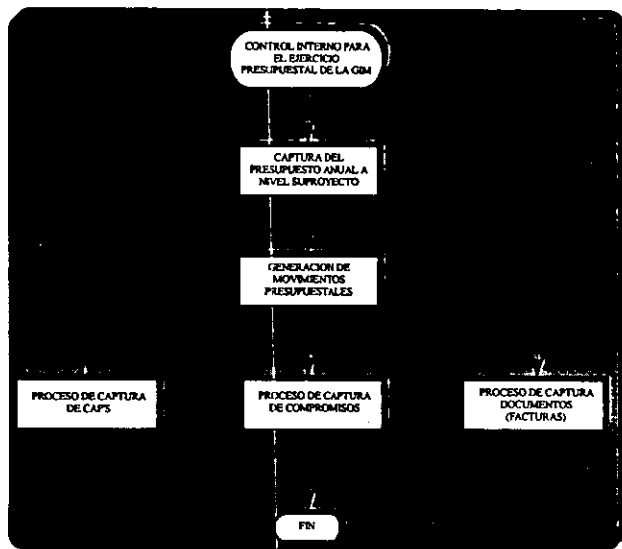 CONTROL INTERNO PARA
EL EJERCICIO
PRESUPUESTAL DE LA GIM
CAPTURA DEL
PRESUPUESTO ANUAL A
NIVEL SUPROYECTO
GENERACION DE
MOVIMIENTOS
PRESUPUESTALES
PROCESO DE CAPTURA
DE CAP'S
PROCESO DE CAPTURA
DE COMPROMISOS
PROCESO DE CAPTURA
DOCUMENTOS
(FACTURAS)
FIN